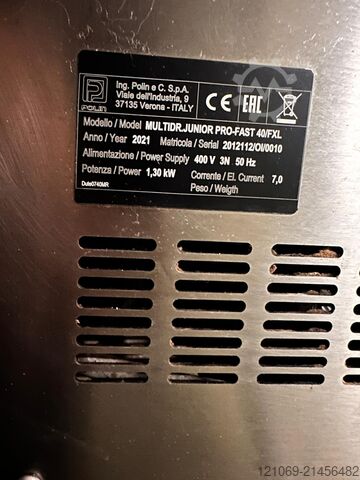 POLIN
Ing. Polin e C. S.p.A.
Viale dell'Industria, 9
37135 Verona - ITALY
CE EAC
Modello / Model MULTIDR.JUNIOR PRO-FAST 40/FXL
Anno / Year 2021 Matricola / Serial 2012112/OI/0010
Alimentazione / Power Supply 400 V 3N 50 Hz
Potenza / Power 1,30 kW Corrente / El. Current 7,0
Peso / Weigth
Dute0740MR
121069-21456482